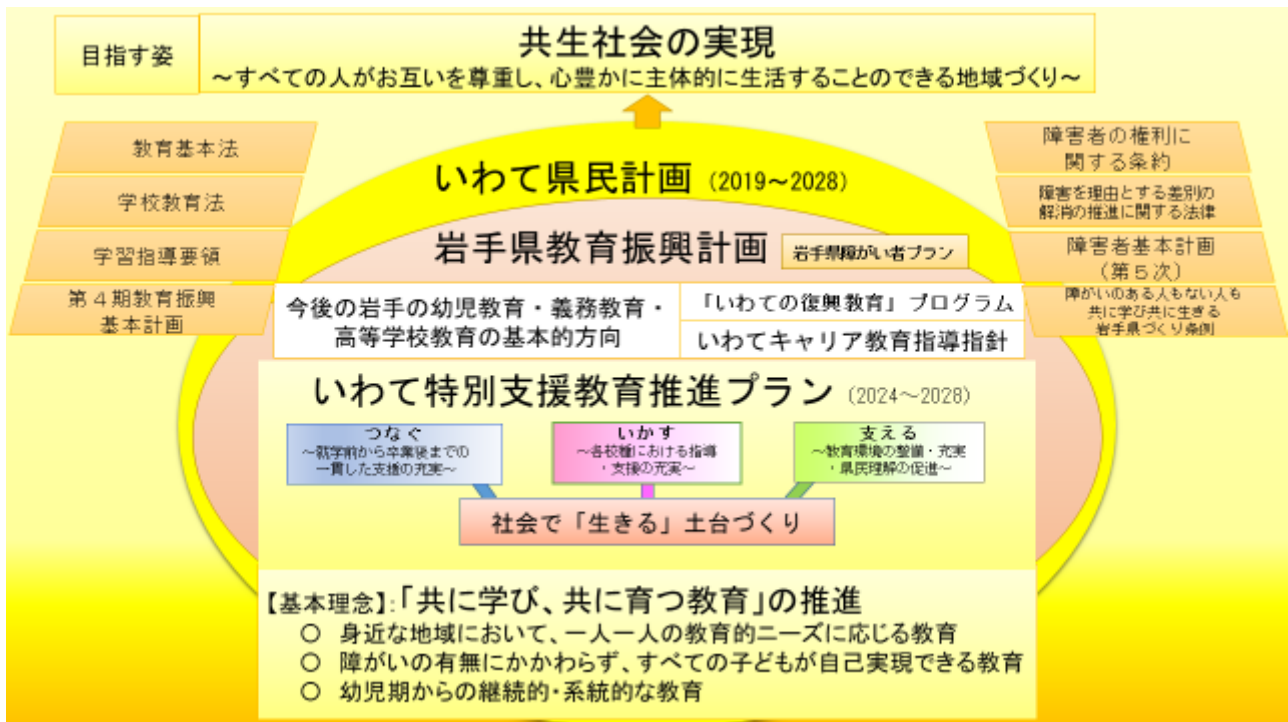 目指す姿
共生社会の実現
~すべての人がお互いを尊重し、心豊かに主体的に生活することのできる地域づくり~
教育基本法
学校教育法
学習指導要領
第4期教育振興
基本計画
障害者の権利に
関する条約
障害を理由とする差別の
解消の推進に関する法律
障害者基本計画
(第5次)
障がいのある人もない人も
共に学び共に生きる
岩手県づくり条例
いわて県民計画 (2019~2028)
岩手県教育振興計画
岩手県障がい者プラン
今後の岩手の幼児教育・義務教育・
高等学校教育の基本的方向
「いわての復興教育」プログラム
いわてキャリア教育指導指針
いわて特別支援教育推進プラン (2024~2028)
つなぐ
~就学前から卒業後までの
一貫した支援の充実~
いかす
~各校種における指導
・支援の充実~
支える
~教育環境の整備・充実
・県民理解の促進~
社会で「生きる」土台づくり
【基本理念】:「共に学び、共に育つ教育」の推進
○ 身近な地域において、一人一人の教育的ニーズに応じる教育
○ 障がいの有無にかかわらず、すべての子どもが自己実現できる教育
○ 幼児期からの継続的・系統的な教育